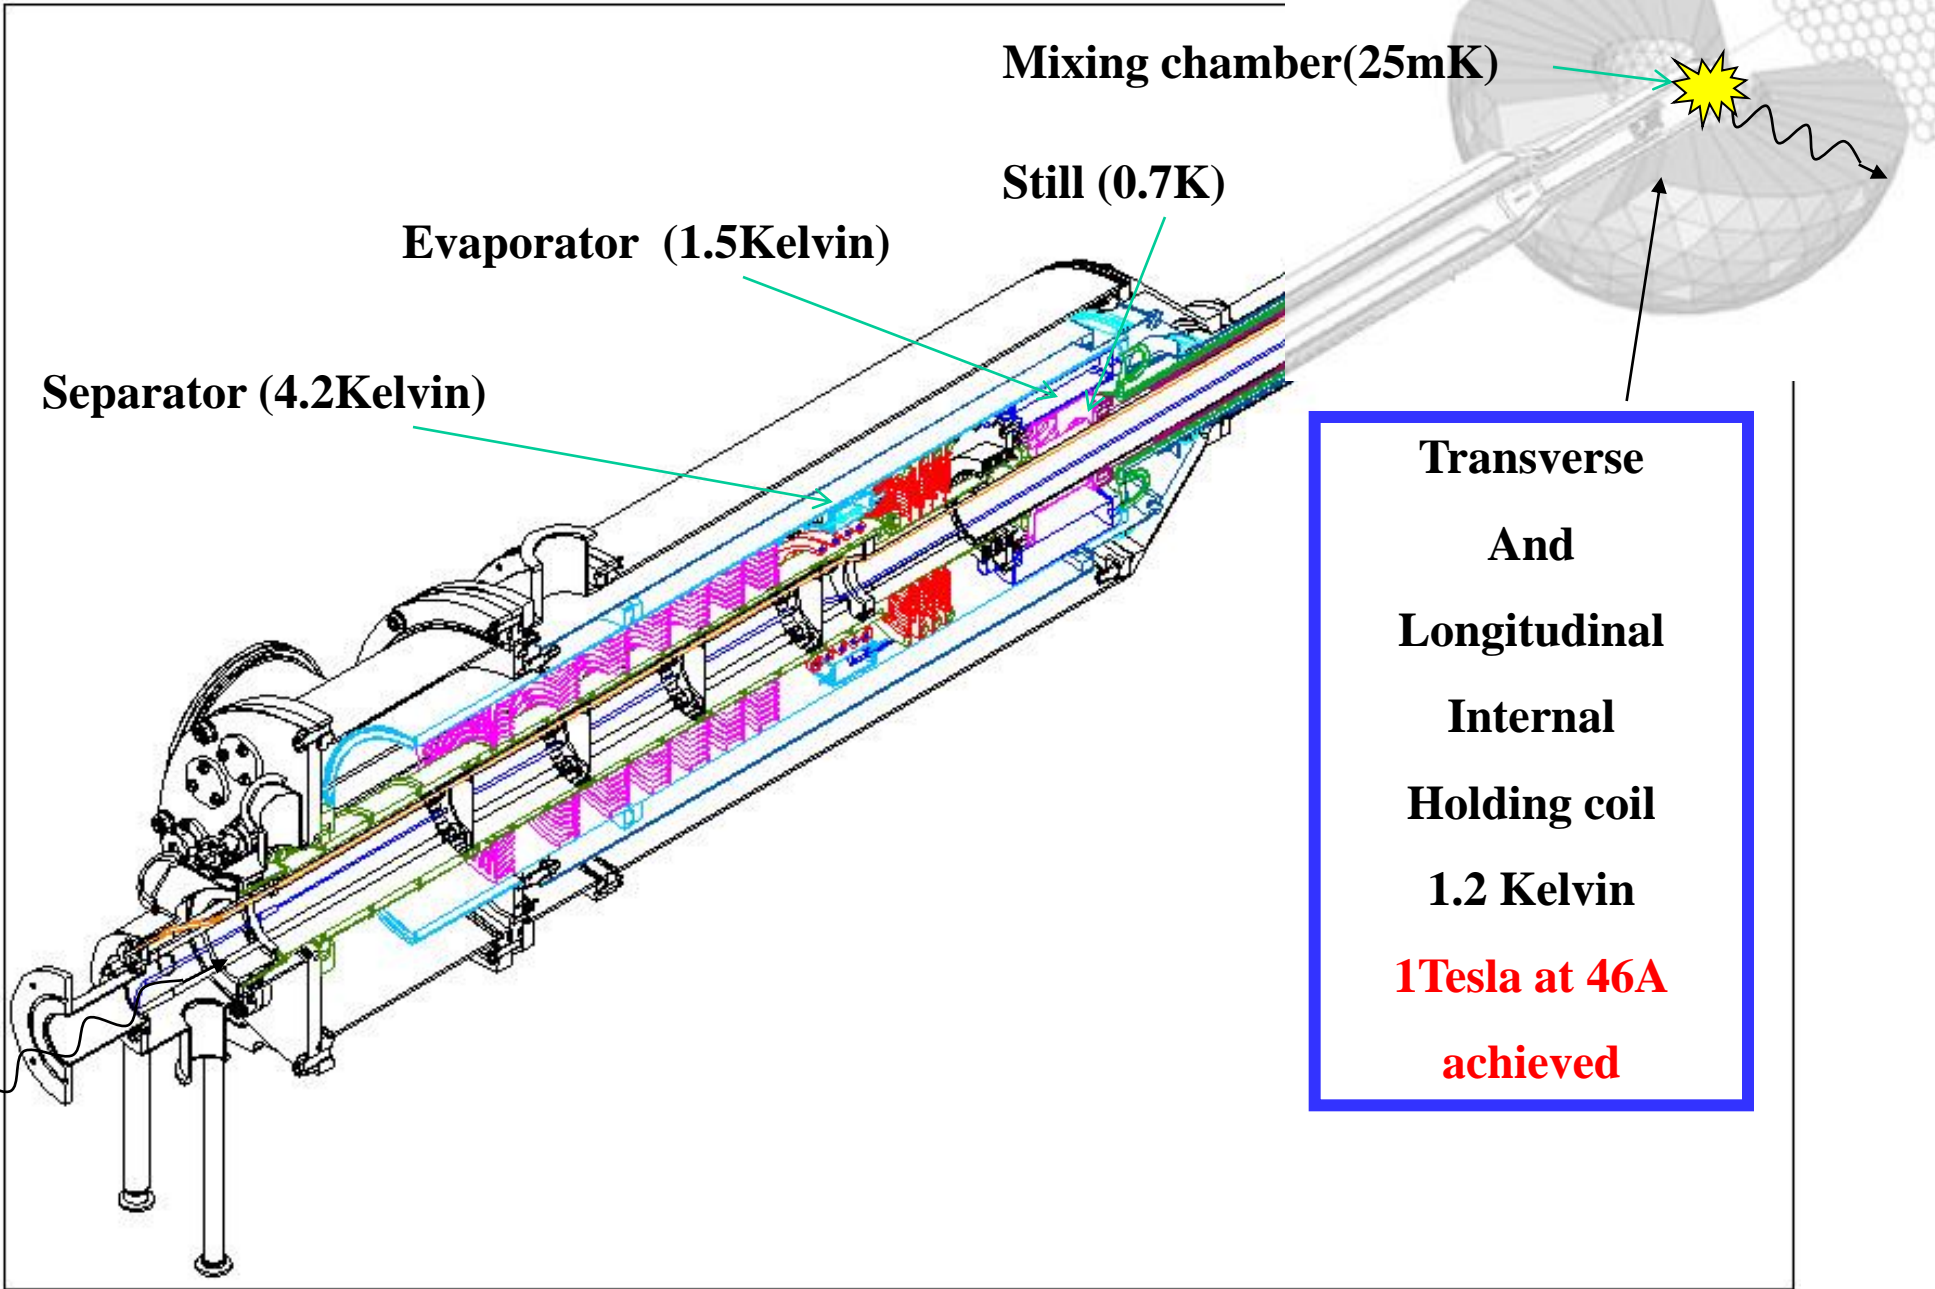 Mixing chamber(25mK)
Still (0.7K)
Evaporator  (1.5Kelvin)
Separator (4.2Kelvin)
Transverse
And
Longitudinal
Internal
Holding coil
1.2 Kelvin
1Tesla at 46A
achieved